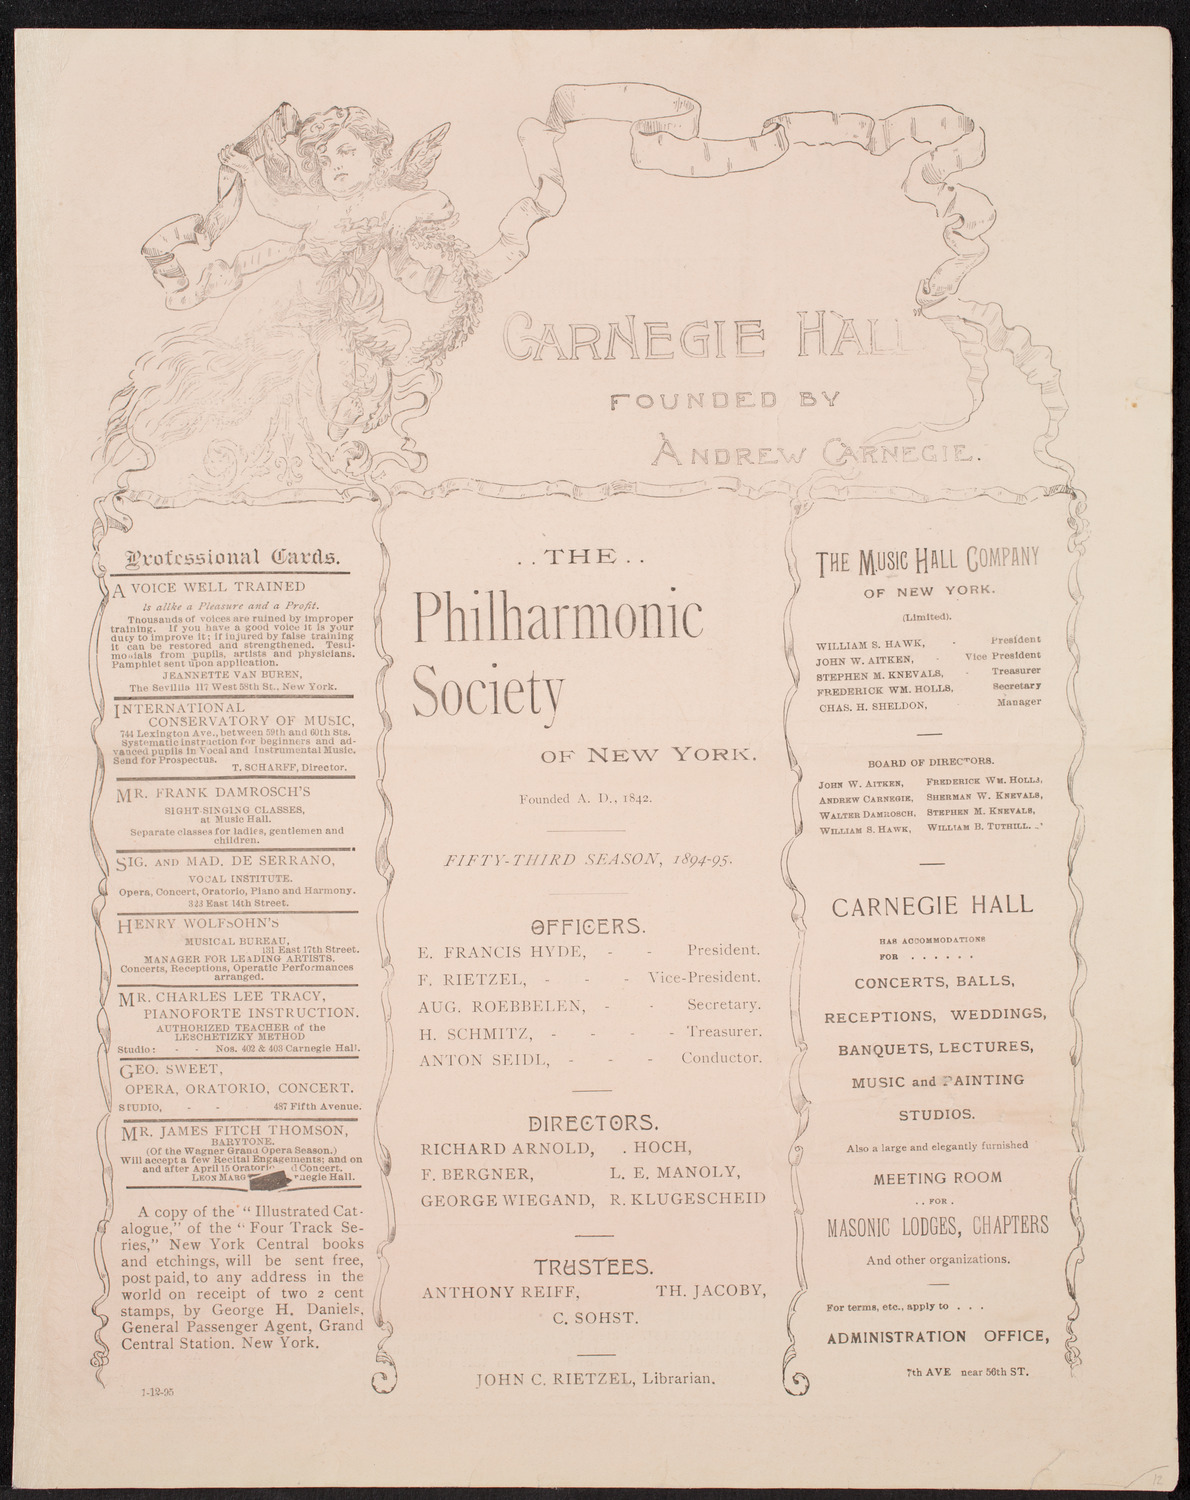 CARNEGIE HALL"
FOUNDED BY
ANDREW CARNEGIE.
Professional Cards.
A VOICE WELL TRAINED
Is alike a Pleasure and a Profit.
Thousands of voices are ruined by improper
training. If you have a good voice it is your
duty to improve it; if injured by false training
it can be restored and strengthened. Testi-
monials from pupils, artists and physicians.
Pamphlet sent upon application.
JEANNETTE VAN BUREN,
The Sevillia 117 West 58th St., New York.
INTERNATIONAL
CONSERVATORY OF MUSIC,
744 Lexington Ave., between 59th and 60th Sts.
Systematic instruction for beginners and ad-
vanced pupils in Vocal and Instrumental Music.
Send for Prospectus.
T. SCHARFF, Director.
MR. FRANK DAMROSCH'S
SIGHT-SINGING CLASSES,
at Music Hall.
Separate classes for ladies, gentlemen and
children.
SIG. AND MAD. DE SERRANO,
VOCAL INSTITUTE.
Opera, Concert, Oratorio, Piano and Harmony.
323 East 14th Street.
HENRY WOLFSOHN'S
MUSICAL BUREAU,
131 East 17th Street.
MANAGER FOR LEADING ARTISTS.
Concerts, Receptions, Operatic Performances
arranged.
MR. CHARLES LEE TRACY,
PIANOFORTE INSTRUCTION.
AUTHORIZED TEACHER of the
LESCHETIZKY METHOD
Studio: - - Nos. 402 & 403 Carnegie Hall.
GEO. SWEET,
OPERA, ORATORIO, CONCERT.
STUDIO, - - 487 Fifth Avenue.
MR. JAMES FITCH THOMSON,
BARYTONE.
(Of the Wagner Grand Opera Season.)
Will accept a few Recital Engagements; and on
and after April 15 Oratorio d Concert.
LEON MARG rnegie Hall.
A copy of the "Illustrated Cat-
alogue," of the "Four Track Se-
ries," New York Central books
and etchings, will be sent free,
post paid, to any address in the
world on receipt of two 2 cent
stamps, by George H. Daniels,
General Passenger Agent, Grand
Central Station. New York.
1-12-95
. . THE . .
Philharmonic
Society
OF NEW YORK.
Founded A. D., 1842.
FIFTY-THIRD SEASON, 1894-95.
OFFICERS.
E. FRANCIS HYDE, - - President.
F. RIETZEL, - - - Vice-President.
AUG. ROEBBELEN, - - Secretary.
H. SCHMITZ, - - - - Treasurer.
ANTON SEIDL, - - - Conductor.
DIRECTORS.
RICHARD ARNOLD, . HOCH,
F. BERGNER, L. E. MANOLY,
GEORGE WIEGAND, R. KLUGESCHEID
TRUSTEES.
ANTHONY REIFF, TH. JACOBY,
C. SOHST.
JOHN C. RIETZEL, Librarian.
THE MUSIC HALL COMPANY
OF NEW YORK.
(Limited).
WILLIAM S. HAWK, - President
JOHN W. AITKEN, - Vice President
STEPHEN M. KNEVALS, - Treasurer
FREDERICK WM. HOLLS, Secretary
CHAS. H. SHELDON, Manager
BOARD OF DIRECTORS.
JOHN W. AITKEN, FREDERICK WM. HOLLS,
ANDREW CARNEGIE, SHERMAN W. KNEVALS,
WALTER DAMROSCH, STEPHEN M. KNEVALS,
WILLIAM S. HAWK, WILLIAM B. TUTHILL.
CARNEGIE HALL
HAS ACCOMMODATIONS
FOR . . . . . .
CONCERTS, BALLS,
RECEPTIONS, WEDDINGS,
BANQUETS, LECTURES,
MUSIC and PAINTING
STUDIOS.
Also a large and elegantly furnished
MEETING ROOM
. . FOR .
MASONIC LODGES, CHAPTERS
And other organizations.
For terms, etc., apply to . . .
ADMINISTRATION OFFICE,
7th AVE near 56th ST.
12